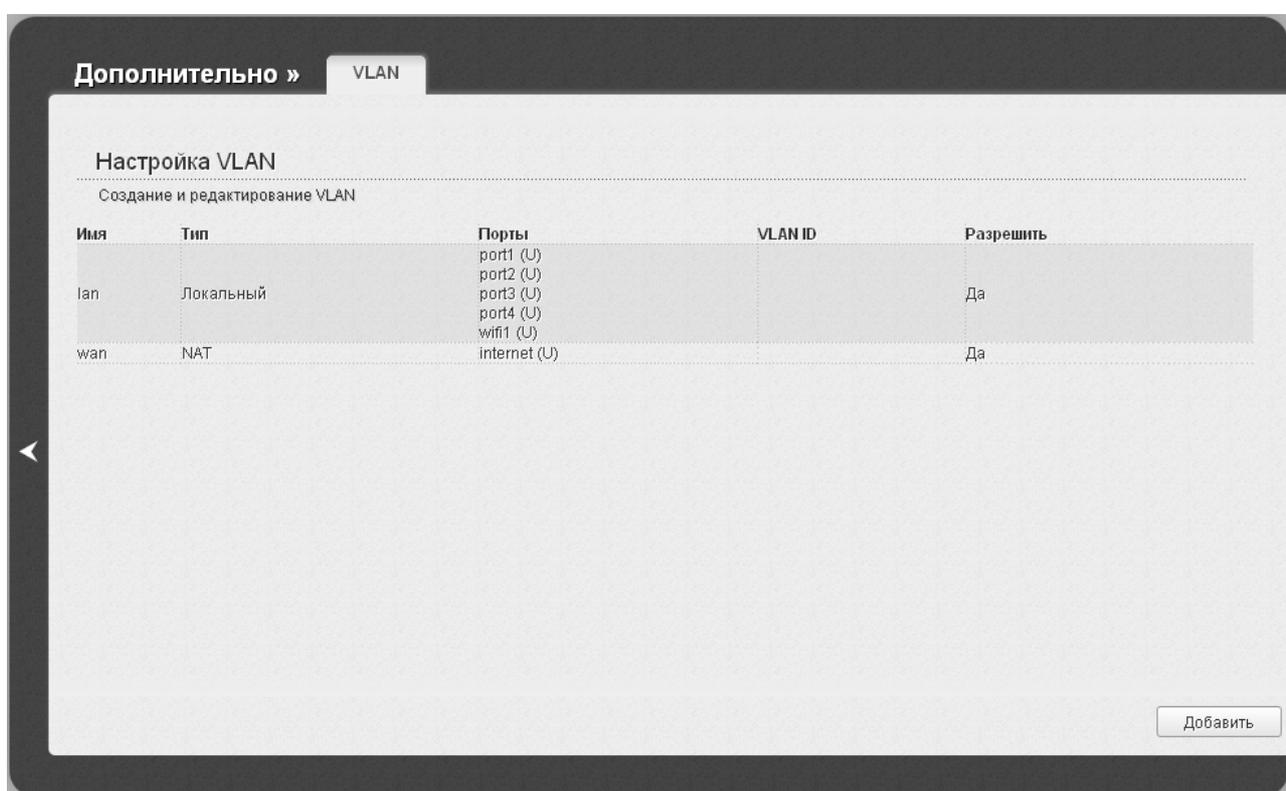 Дополнительно » VLAN
Настройка VLAN
Создание и редактирование VLAN
Имя Тип Порты VLAN ID Разрешить
port1 (U)
port2 (U)
lan Локальный port3 (U) Да
port4 (U)
wifi1 (U)
wan NAT internet (U) Да
Добавить